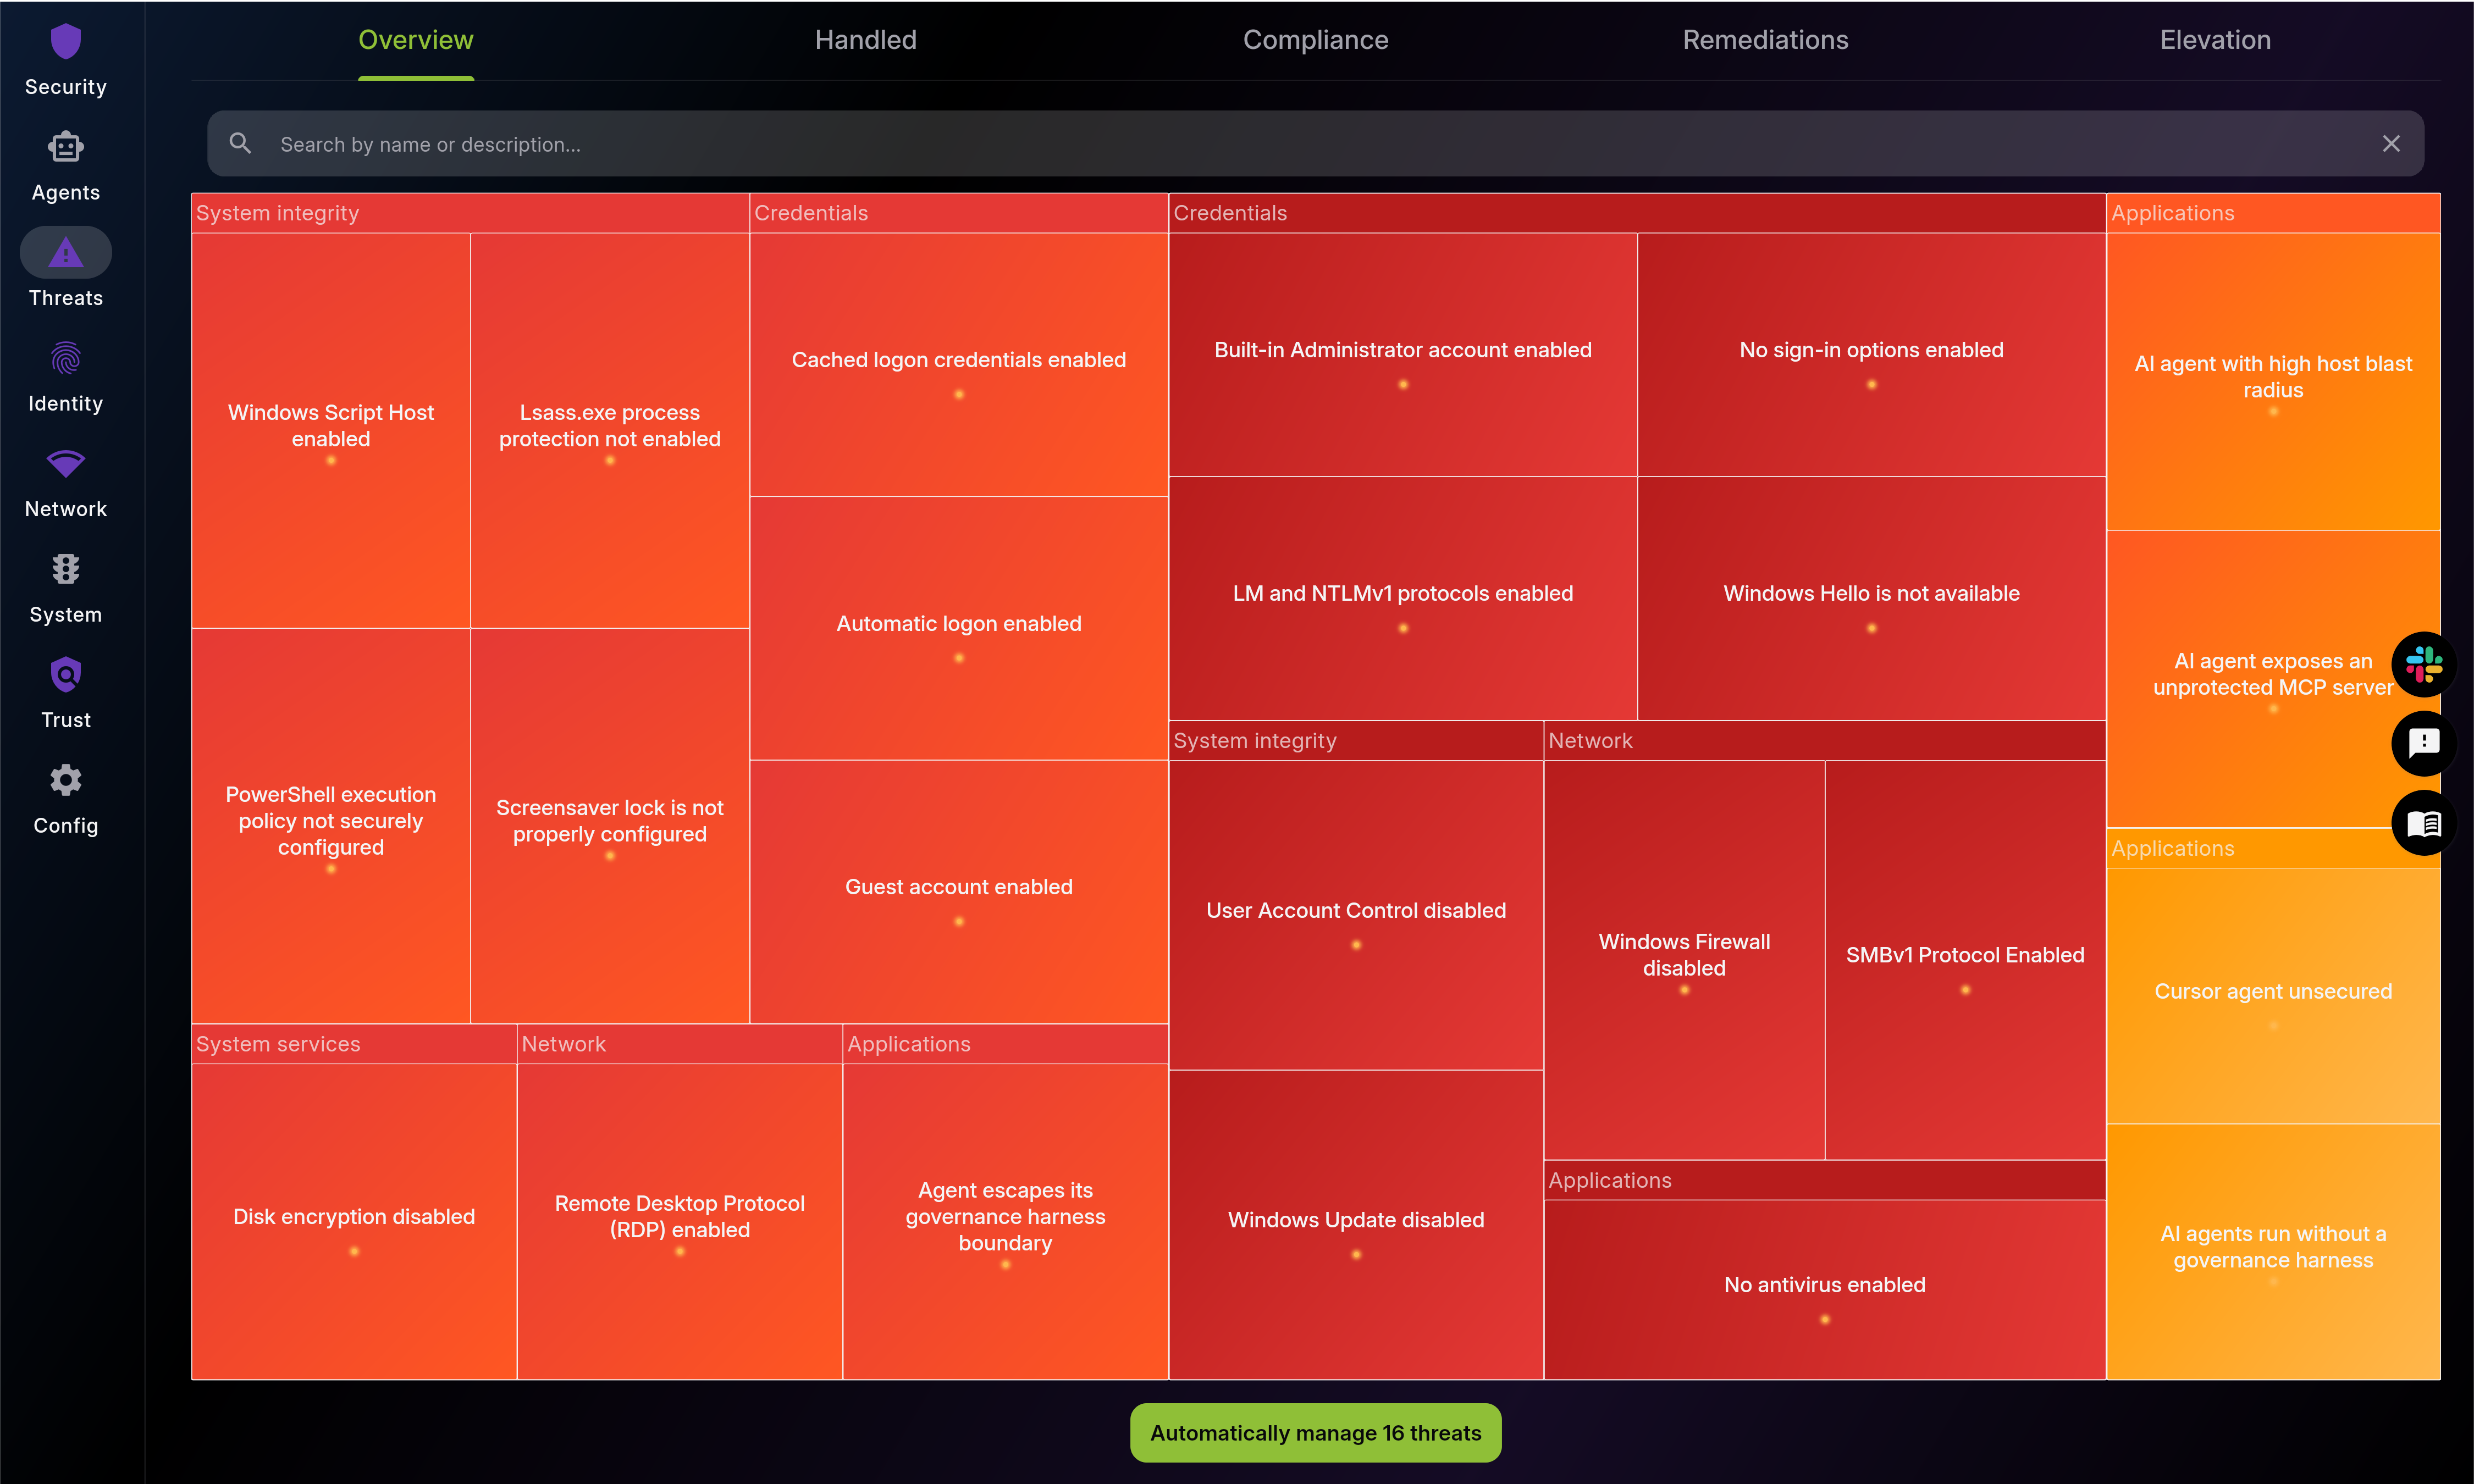 Security
Agents
Threats
Identity
Network
System
Trust
Config
Overview
Handled
Compliance
Remediations
Elevation
Search by name or description...
System integrity
Windows Script Host
enabled
Lsass.exe process
protection not enabled
PowerShell execution
policy not securely
configured
Screensaver lock is not
properly configured
Credentials
Cached logon credentials enabled
Automatic logon enabled
Guest account enabled
System services
Disk encryption disabled
Network
Remote Desktop Protocol
(RDP) enabled
Applications
Agent escapes its
governance harness
boundary
Credentials
Built-in Administrator account enabled
No sign-in options enabled
LM and NTLMv1 protocols enabled
Windows Hello is not available
System integrity
User Account Control disabled
Windows Update disabled
Network
Windows Firewall
disabled
SMBv1 Protocol Enabled
Applications
No antivirus enabled
Applications
AI agent with high host blast
radius
AI agent exposes an
unprotected MCP server
Applications
Cursor agent unsecured
AI agents run without a
governance harness
Automatically manage 16 threats